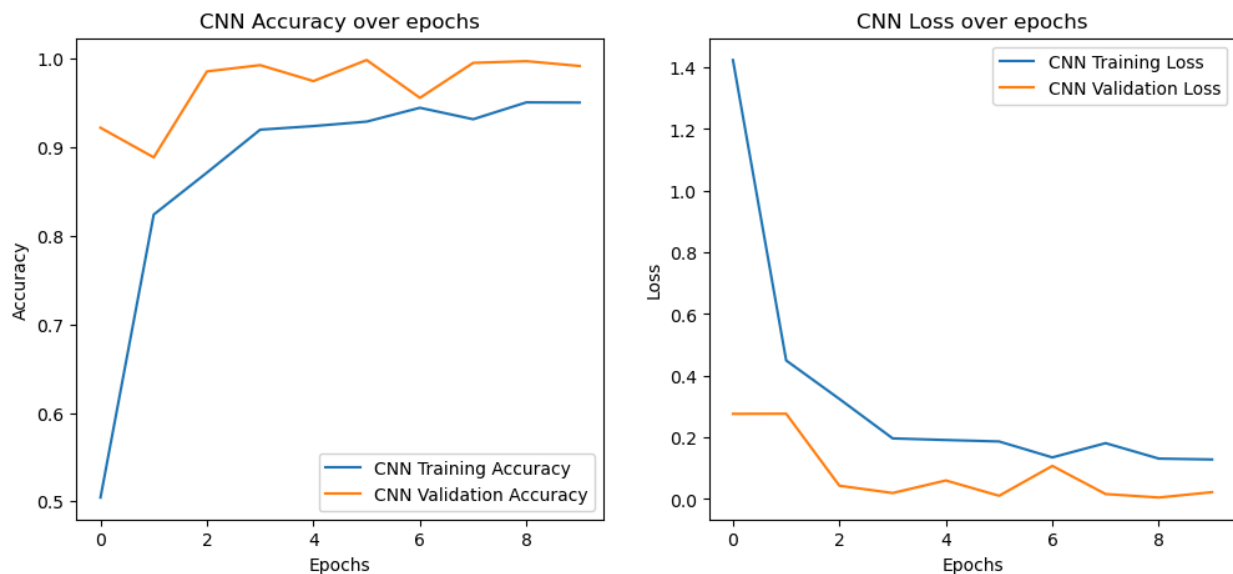 CNN Accuracy over epochs
1.0
0.9
0.8
0.7
0.6
0.5
Accuracy
CNN Training Accuracy
CNN Validation Accuracy
0 2 4 6 8
Epochs
CNN Loss over epochs
1.4
1.2
1.0
0.8
0.6
0.4
0.2
0.0
Loss
CNN Training Loss
CNN Validation Loss
0 2 4 6 8
Epochs